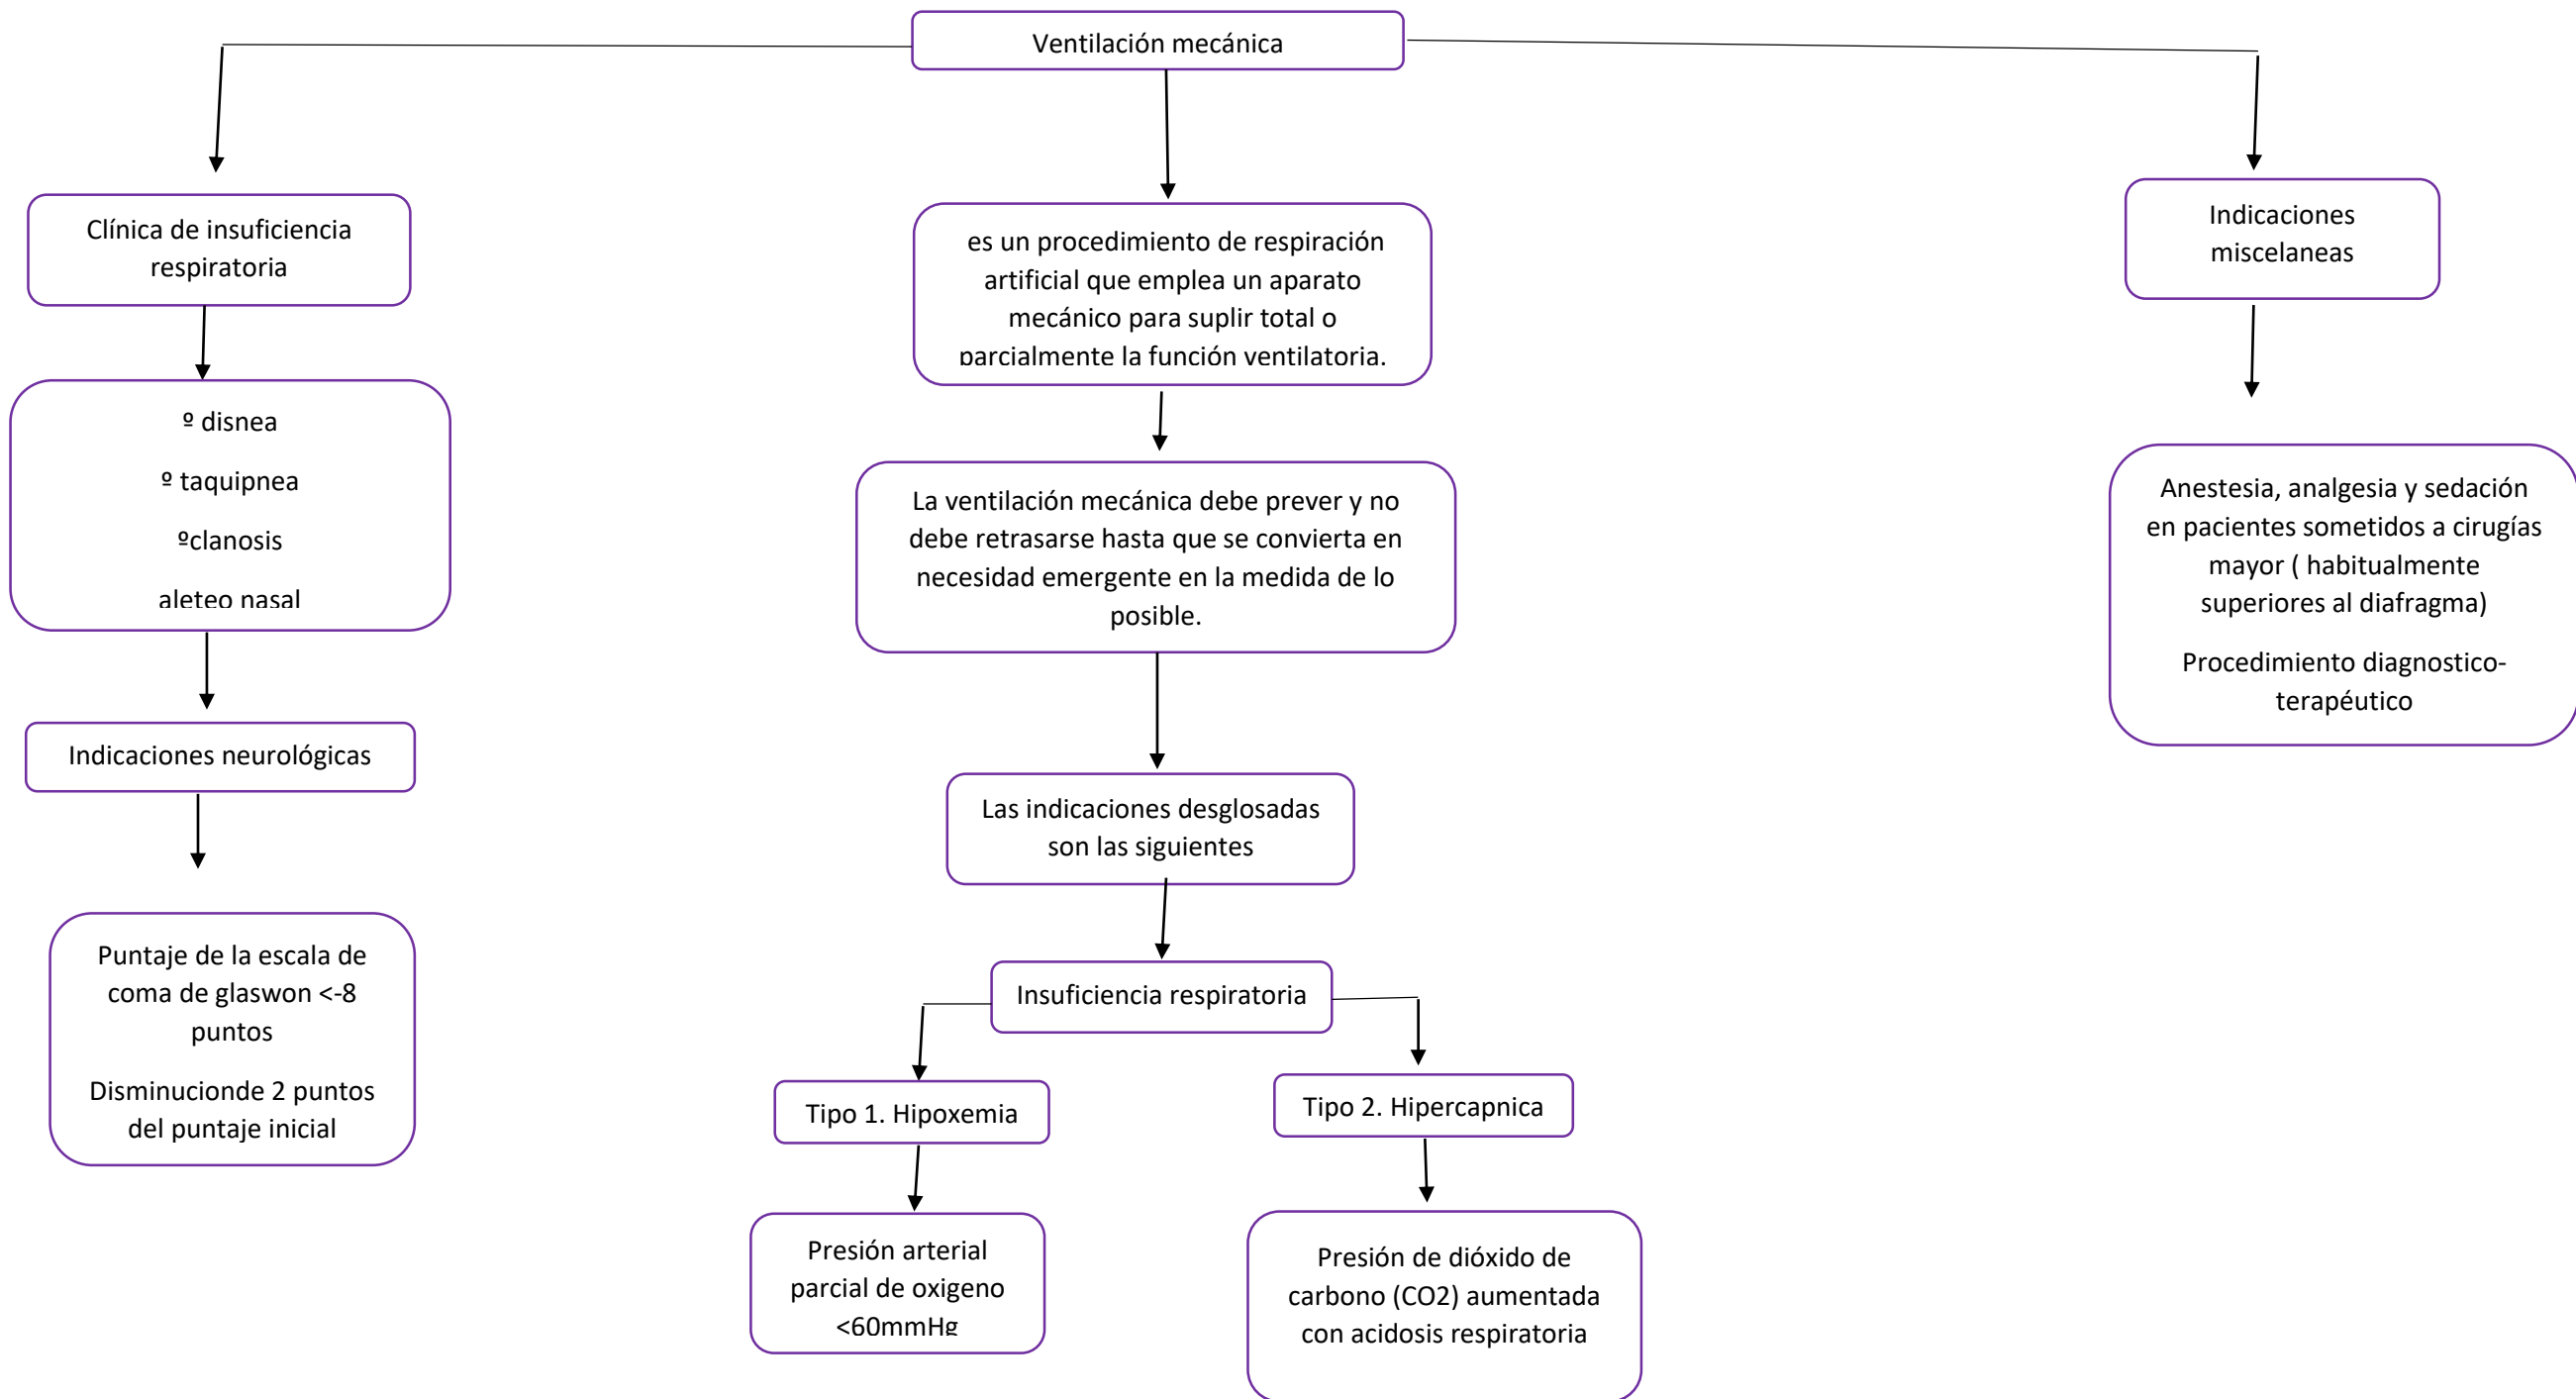 Ventilación mecánica
Clínica de insuficiencia
respiratoria
º disnea
º taquipnea
ºclanosis
aleteo nasal
Indicaciones neurológicas
Puntaje de la escala de
coma de glaswon <-8
puntos
Disminucionde 2 puntos
del puntaje inicial
es un procedimiento de respiración
artificial que emplea un aparato
mecánico para suplir total o
parcialmente la función ventilatoria.
La ventilación mecánica debe prever y no
debe retrasarse hasta que se convierta en
necesidad emergente en la medida de lo
posible.
Las indicaciones desglosadas
son las siguientes
Insuficiencia respiratoria
Tipo 1. Hipoxemia
Presión arterial
parcial de oxigeno
<60mmHg
Tipo 2. Hipercapnica
Presión de dióxido de
carbono (CO2) aumentada
con acidosis respiratoria
Indicaciones
miscelaneas
Anestesia, analgesia y sedación
en pacientes sometidos a cirugías
mayor ( habitualmente
superiores al diafragma)
Procedimiento diagnostico-
terapéutico